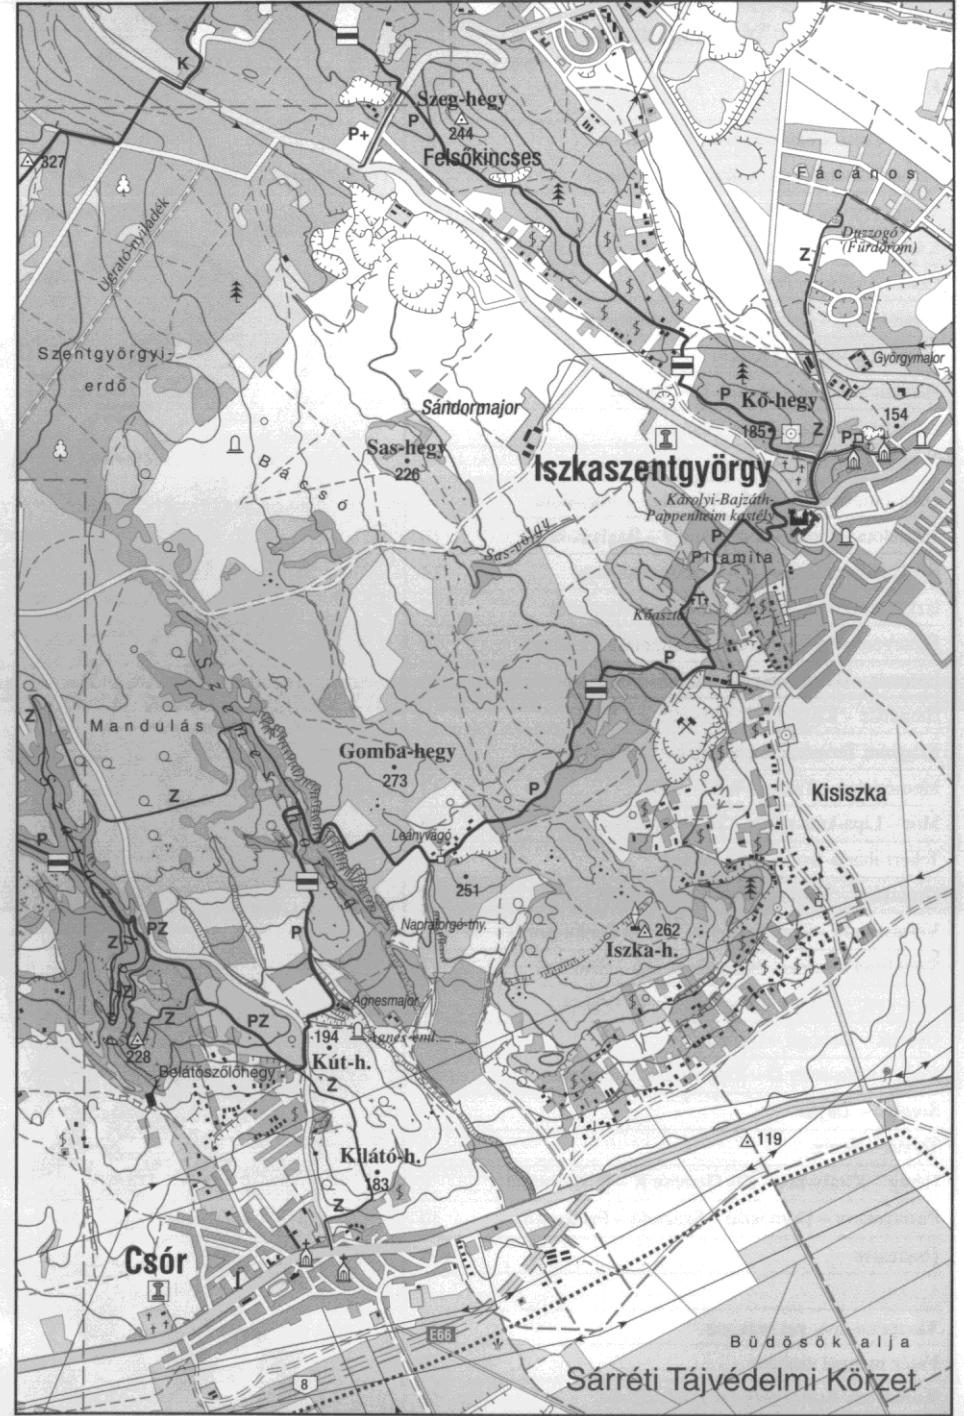 K
Szeg-hegy
P
244
P+
Felsőkincses
327
Fácános
Ugrató-nyiladék
Duzzogó
(Fürdőrom)
Z
Szentgyörgyi-
erdő
Györgymajor
P
Kő-hegy
Sándormajor
154
185
Z
P
Sas-hegy
226
Bácsó
Iszkaszentgyörgy
Károlyi-Bajzáth-
Pappenheim kastély
P
Sas-völgy
Piramita
Kőasztal
P
Z
Mandulás
Gomba-hegy
273
Z
P
Kisiszka
Leányvágó
P
251
Napraforgó-tny.
PZ
P
262
Iszka-h.
Z
Z
Z
PZ
Ágnesmajor
194
Ágnes-eml.
228
Kút-h.
Belátószőlőhegy
Z
119
Kilátó-h.
183
Z
Csór
E66
Büdösök alja
8
Sárréti Tájvédelmi Körzet